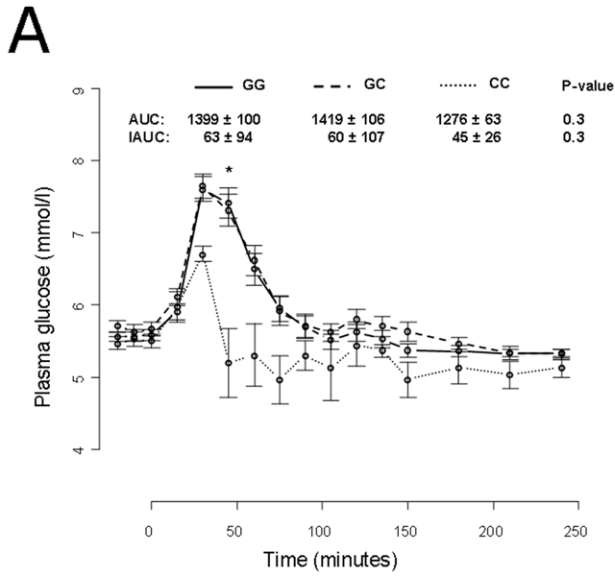 A
GG GC CC P-value
AUC: 1399 ± 100 1419 ± 106 1276 ± 63 0.3
IAUC: 63 ± 94 60 ± 107 45 ± 26 0.3
*
9
8
7
6
5
4
Plasma glucose (mmol/l)
0 50 100 150 200 250
Time (minutes)